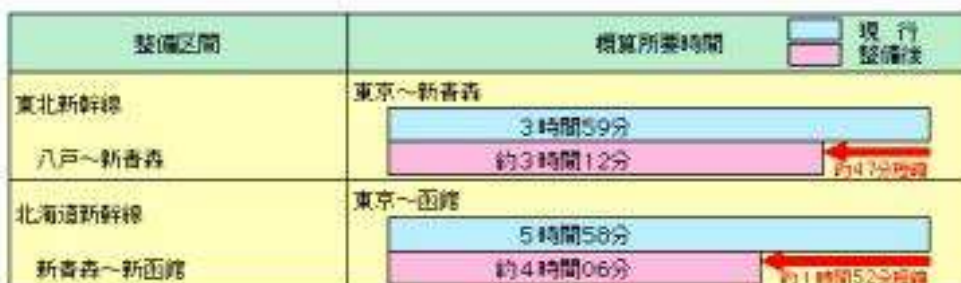 整備区間
概算所要時間
現 行
整備後
東北新幹線
八戸～新青森
東京～新青森
3時間59分
約3時間12分
約47分短縮
北海道新幹線
新青森～新函館
東京～函館
5時間58分
約4時間06分
約1時間52分短縮